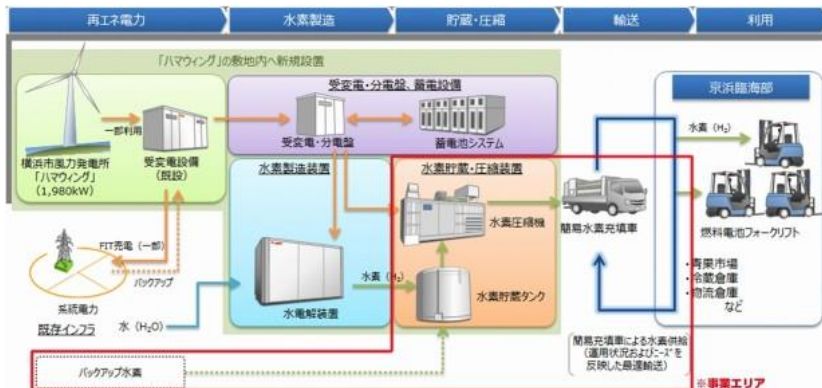 再エネ電力
水素製造
貯蔵・圧縮
輸送
利用
「ハマウィング」の敷地内へ新規設置
受変電・分電盤、蓄電設備
京浜臨海部
一部利用
受変電・分電盤
蓄電池システム
水素(H₂)
横浜市風力発電所
「ハマウィング」
(1,980kW)
受変電設備
(既設)
水素製造装置
水素貯蔵・圧縮装置
水素圧縮機
簡易水素充填車
燃料電池フォークリフト
FIT売電(一部)
バックアップ
系統電力
既存インフラ
水(H₂O)
水電解装置
水素(H₂)
水素貯蔵タンク
・青果市場
・冷蔵倉庫
・物流倉庫
など
バックアップ水素
簡易充填車による水素供給
(運用状況およびニーズを
反映した最適輸送)
※事業エリア